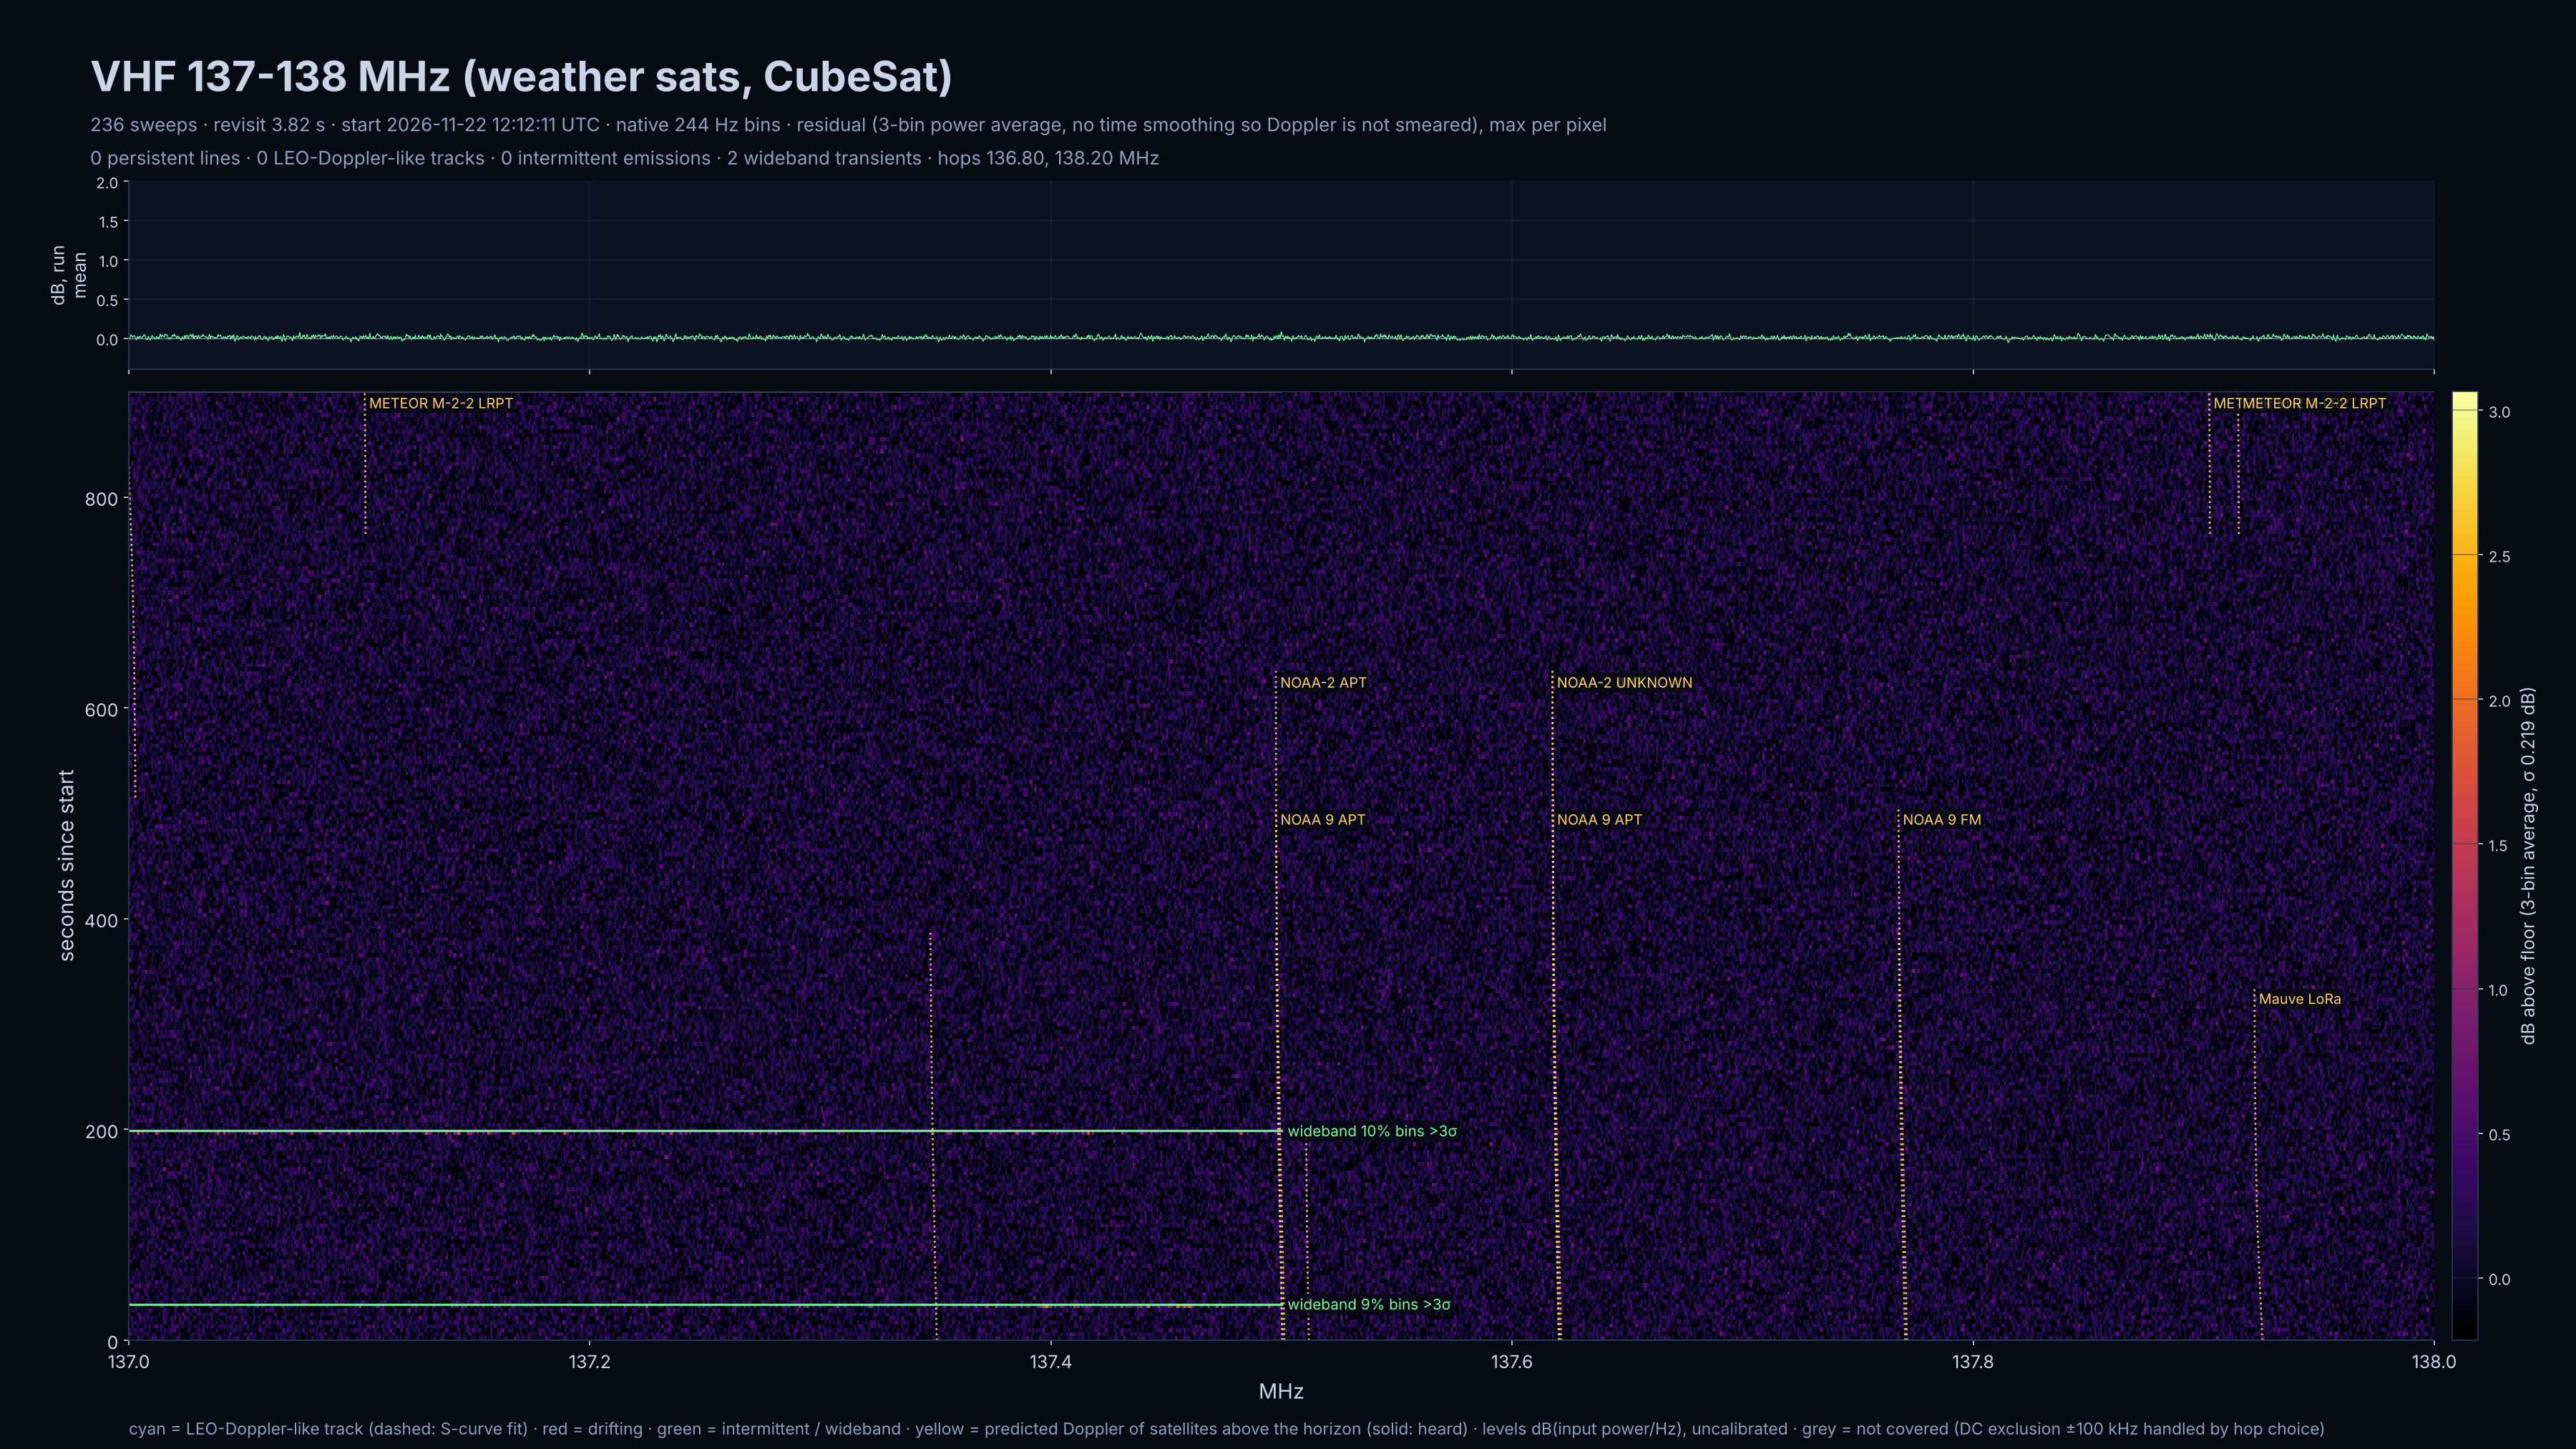 VHF 137-138 MHz (weather sats, CubeSat)
236 sweeps · revisit 3.82 s · start 2026-11-22 12:12:11 UTC · native 244 Hz bins · residual (3-bin power average, no time smoothing so Doppler is not smeared), max per pixel
0 persistent lines · 0 LEO-Doppler-like tracks · 0 intermittent emissions · 2 wideband transients · hops 136.80, 138.20 MHz
2.0
1.5
1.0
0.5
0.0
dB, run
mean
METEOR M-2-2 LRPT
METMETEOR M-2-2 LRPT
NOAA-2 APT
NOAA-2 UNKNOWN
NOAA 9 APT
NOAA 9 APT
NOAA 9 FM
Mauve LoRa
wideband 10% bins >3σ
wideband 9% bins >3σ
800
600
400
200
0
seconds since start
137.0
137.2
137.4
137.6
137.8
138.0
MHz
3.0
2.5
2.0
1.5
1.0
0.5
0.0
dB above floor (3-bin average, σ 0.219 dB)
cyan = LEO-Doppler-like track (dashed: S-curve fit) · red = drifting · green = intermittent / wideband · yellow = predicted Doppler of satellites above the horizon (solid: heard) · levels dB(input power/Hz), uncalibrated · grey = not covered (DC exclusion ±100 kHz handled by hop choice)